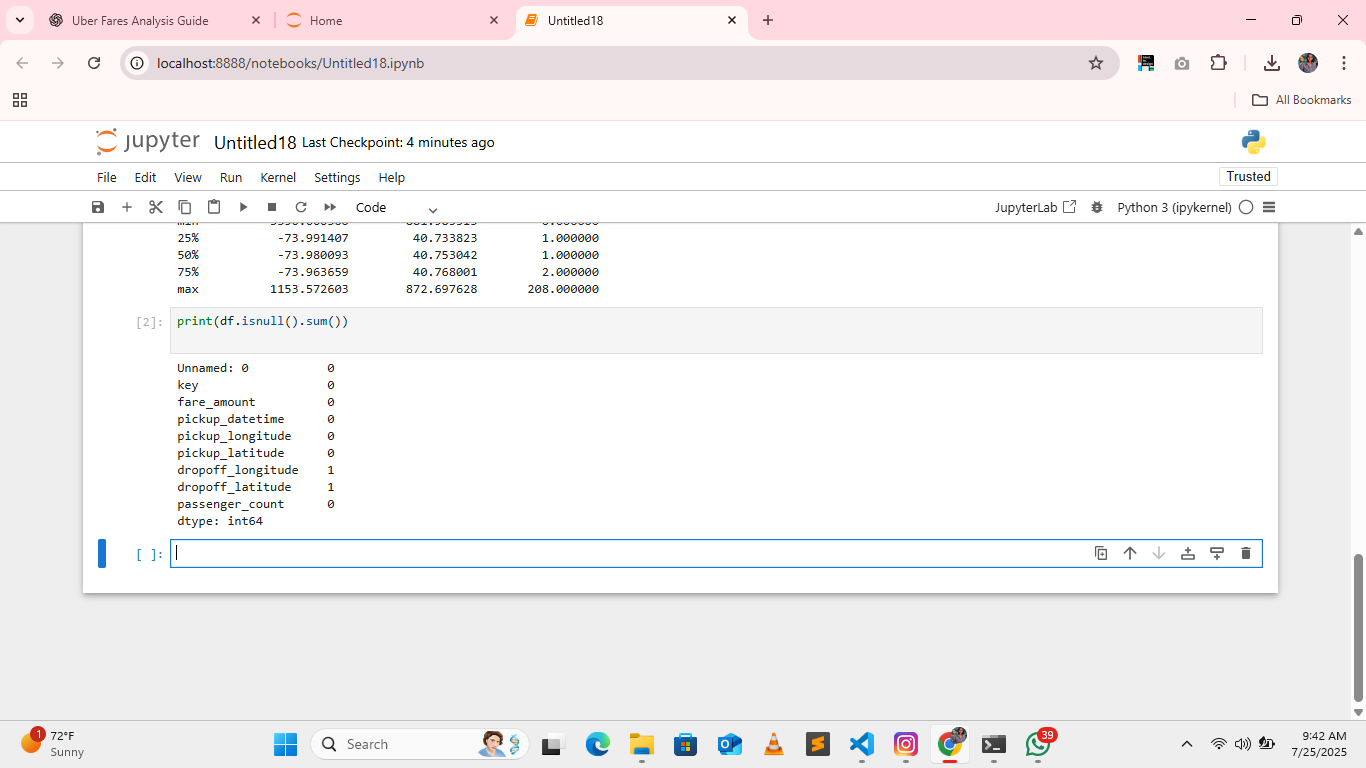 Uber Fares Analysis Guide
Home
Untitled18
localhost:8888/notebooks/Untitled18.ipynb
All Bookmarks
jupyter Untitled18 Last Checkpoint: 4 minutes ago
File Edit View Run Kernel Settings Help
Trusted
Code
JupyterLab
Python 3 (ipykernel)
25% -73.991407 40.733823 1.000000
50% -73.980093 40.753042 1.000000
75% -73.963659 40.768001 2.000000
max 1153.572603 872.697628 208.000000
[2]: print(df.isnull().sum())
Unnamed: 0 0
key 0
fare_amount 0
pickup_datetime 0
pickup_longitude 0
pickup_latitude 0
dropoff_longitude 1
dropoff_latitude 1
passenger_count 0
dtype: int64
[ ]:
1
72°F
Sunny
Search
39
9:42 AM
7/25/2025